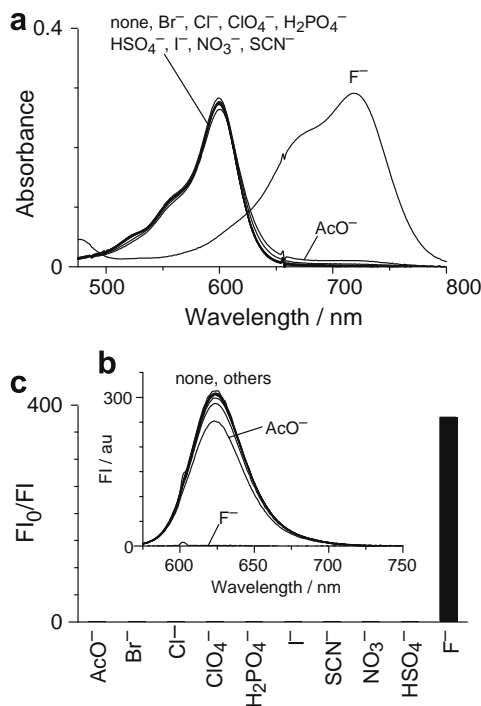 a
none, Br⁻, Cl⁻, ClO₄⁻, H₂PO₄⁻
HSO₄⁻, I⁻, NO₃⁻, SCN⁻
F⁻
AcO⁻
0.4
0
Absorbance
500 600 700 800
Wavelength / nm
b
none, others
AcO⁻
F⁻
300
0
FI / au
600 650 700 750
Wavelength / nm
c
400
200
0
FI₀/FI
AcO⁻ Br⁻ Cl⁻ ClO₄⁻ H₂PO₄⁻ I⁻ SCN⁻ NO₃⁻ HSO₄⁻ F⁻